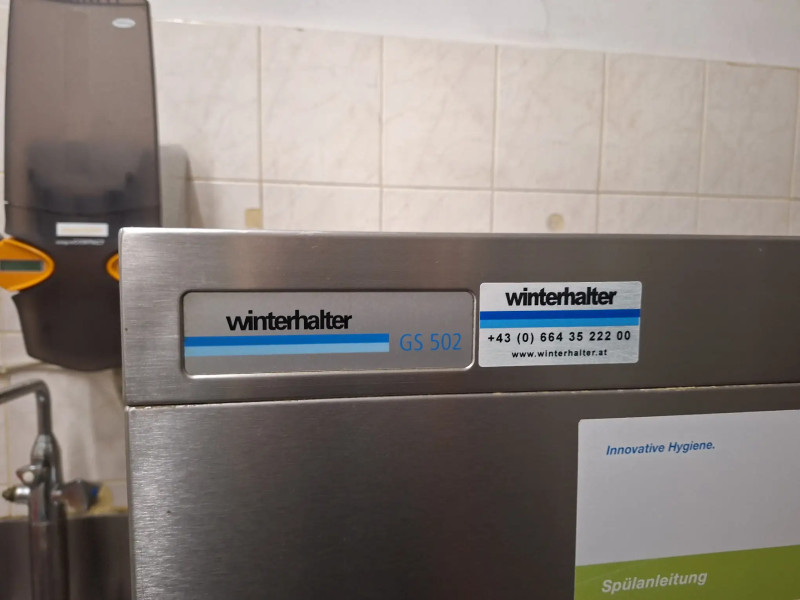 winterhalter
GS 502
winterhalter
+43 (0) 664 35 222 00
www.winterhalter.at
Innovative Hygiene.
Spülanleitung